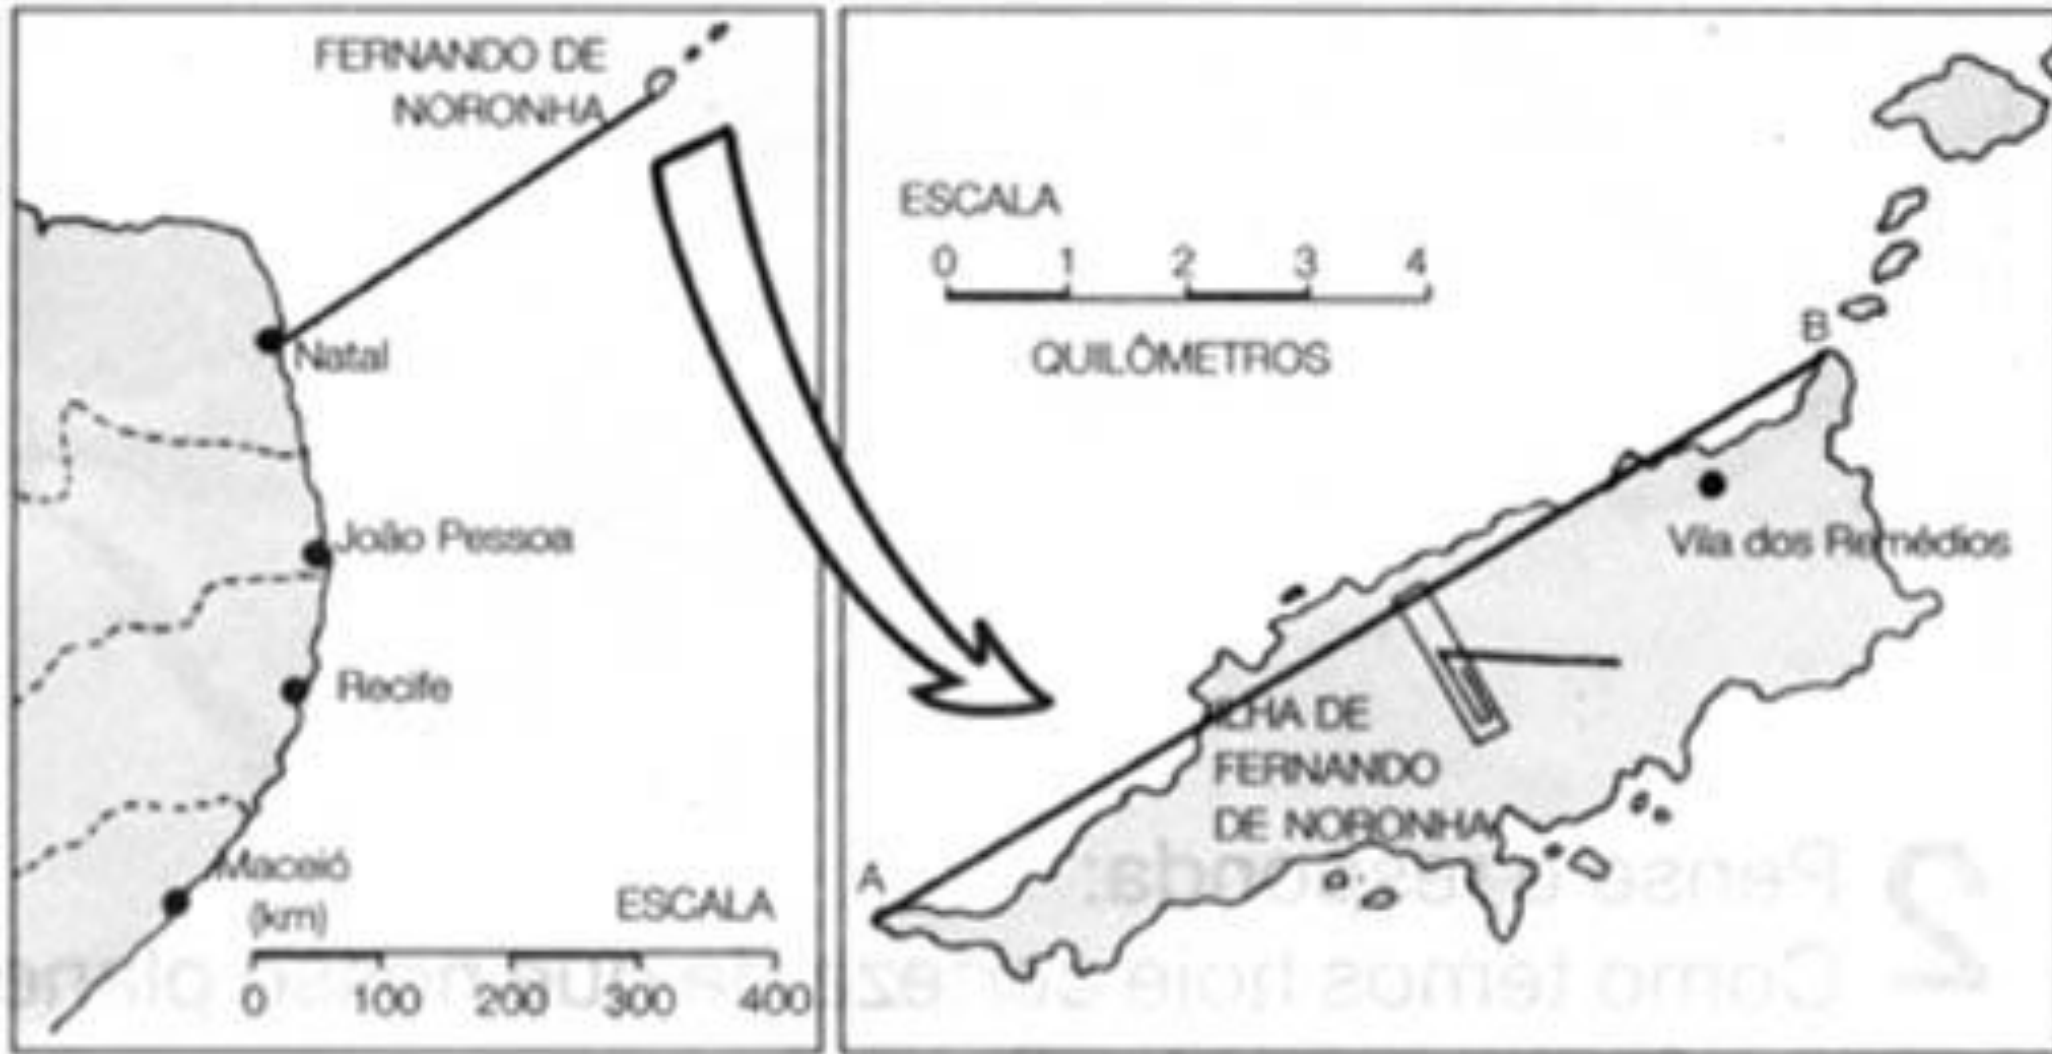 FERNANDO DE
NORONHA
Natal
João Pessoa
Recife
Maceió
(km)
ESCALA
0 100 200 300 400
ESCALA
0 1 2 3 4
QUILÔMETROS
B
Vila dos Remédios
ILHA DE
FERNANDO
DE NORONHA
A